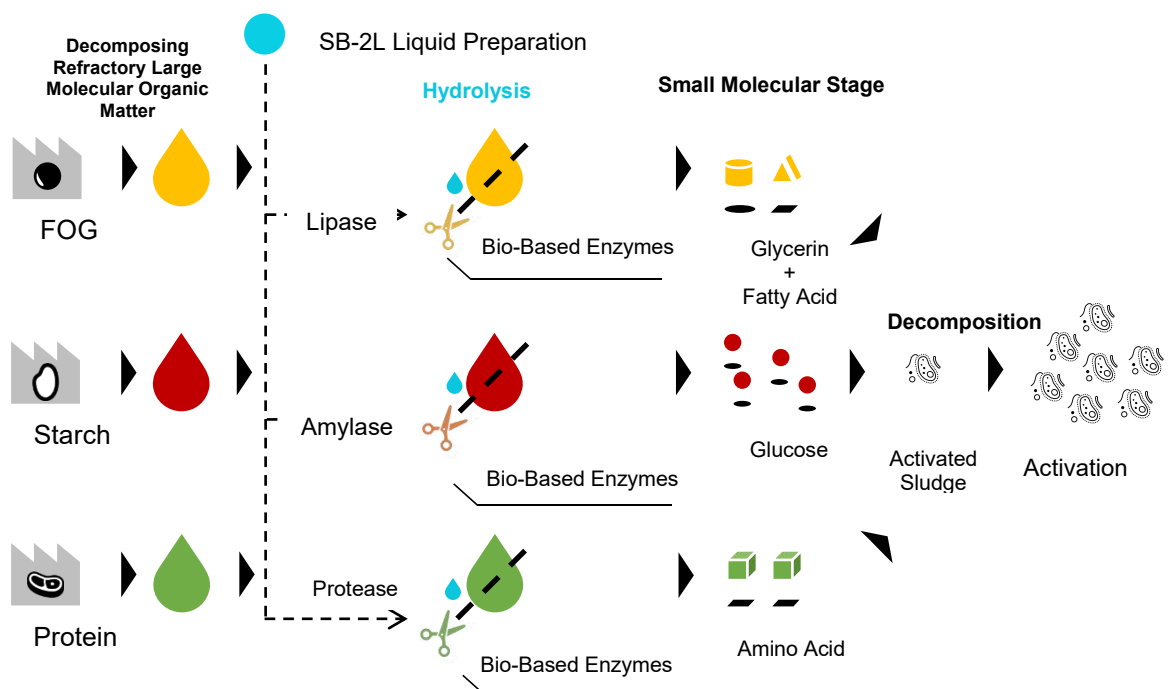 Decomposing
Refractory Large
Molecular Organic
Matter
SB-2L Liquid Preparation
Hydrolysis
Small Molecular Stage
FOG
Lipase
Bio-Based Enzymes
Glycerin
+
Fatty Acid
Decomposition
Starch
Amylase
Bio-Based Enzymes
Glucose
Activated
Sludge
Activation
Protein
Protease
Bio-Based Enzymes
Amino Acid